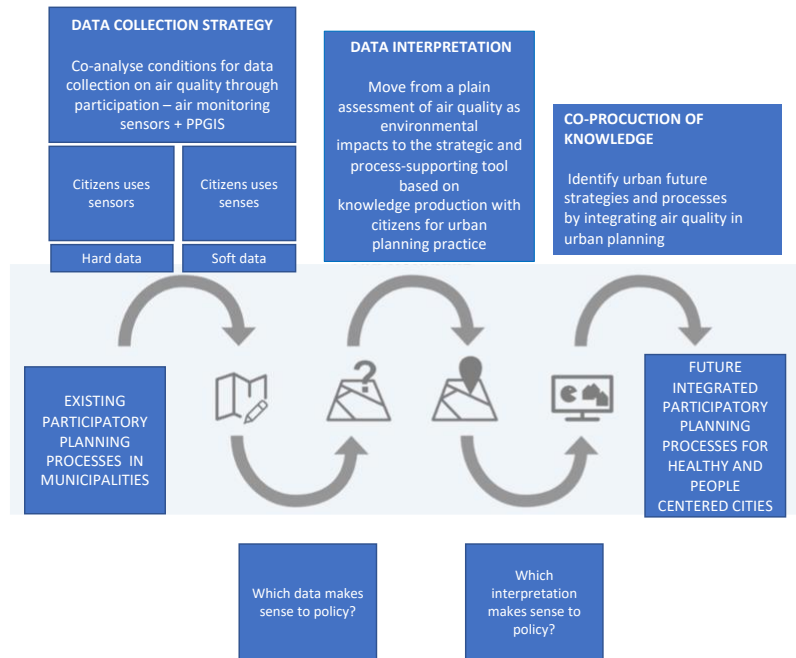 DATA COLLECTION STRATEGY
Co-analyse conditions for data
collection on air quality through
participation – air monitoring
sensors + PPGIS
Citizens uses
sensors
Citizens uses
senses
Hard data
Soft data
DATA INTERPRETATION
Move from a plain
assessment of air quality as
environmental
impacts to the strategic and
process-supporting tool
based on
knowledge production with
citizens for urban
planning practice
CO-PROCUCTION OF
KNOWLEDGE
Identify urban future
strategies and processes
by integrating air quality in
urban planning
EXISTING
PARTICIPATORY
PLANNING
PROCESSES IN
MUNICIPALITIES
?
FUTURE
INTEGRATED
PARTICIPATORY
PLANNING
PROCESSES FOR
HEALTHY AND
PEOPLE
CENTERED CITIES
Which data makes
sense to policy?
Which
interpretation
makes sense to
policy?